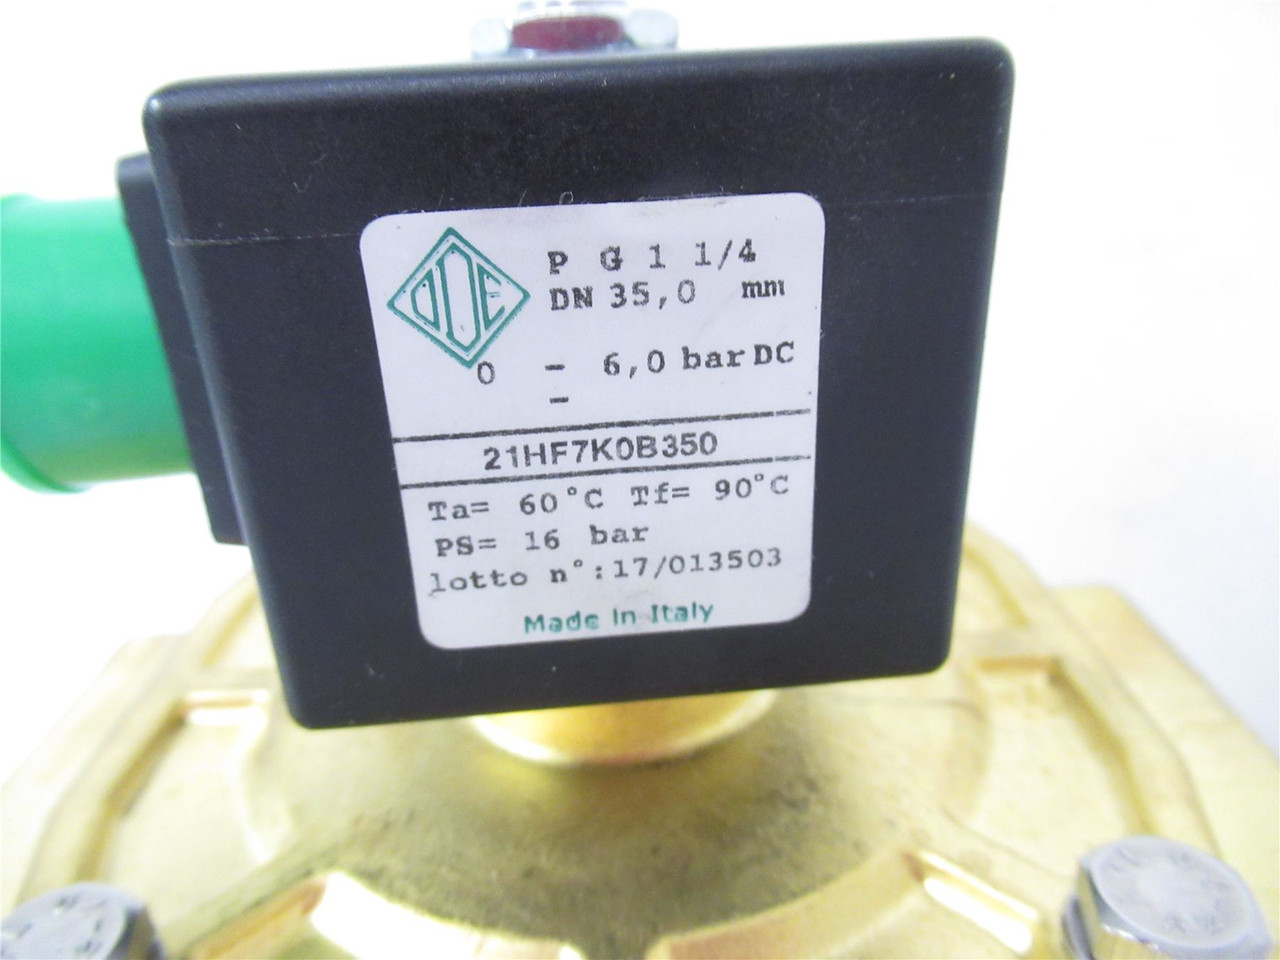 ODE
P G 1 1/4
DN 35,0 mm
0 - 6,0 bar DC
-
21HF7K0B350
Ta= 60°C Tf= 90°C
PS= 16 bar
lotto n°:17/013503
Made in Italy